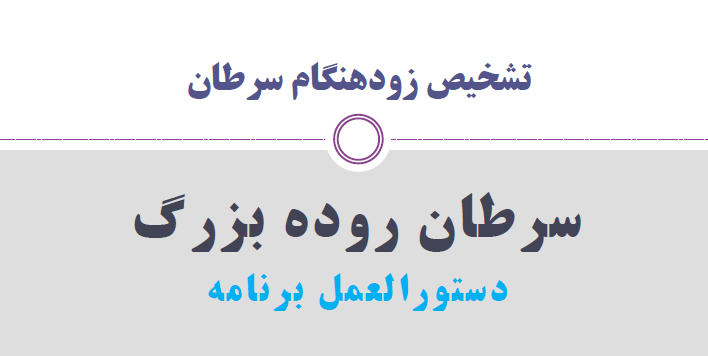 تشخیص زودهنگام سرطان
سرطان روده بزرگ
دستورالعمل برنامه